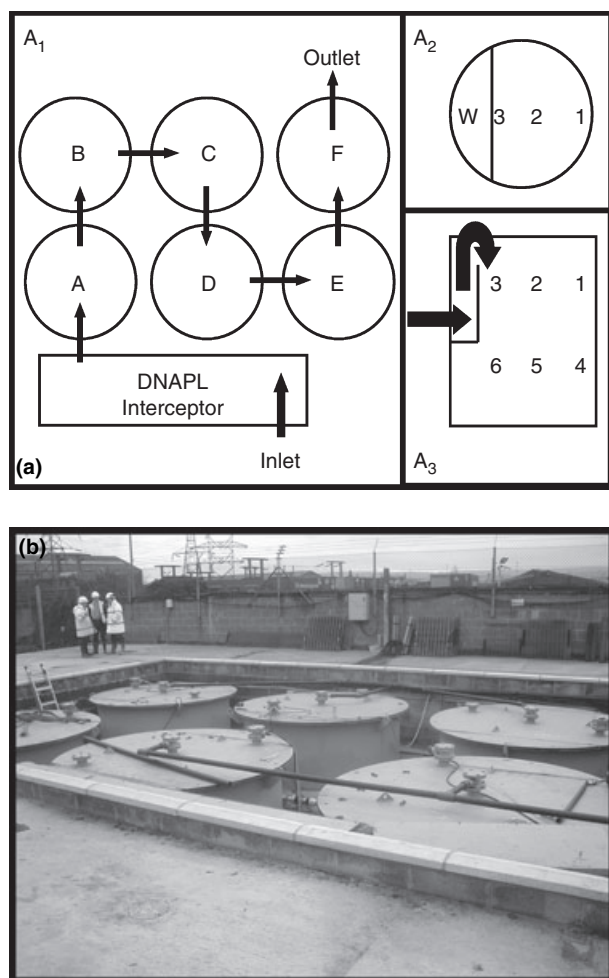 A1
Outlet
B
C
F
A
D
E
DNAPL
Interceptor
Inlet
(a)
A2
W 3 2 1
3 2 1
6 5 4
A3
(b)